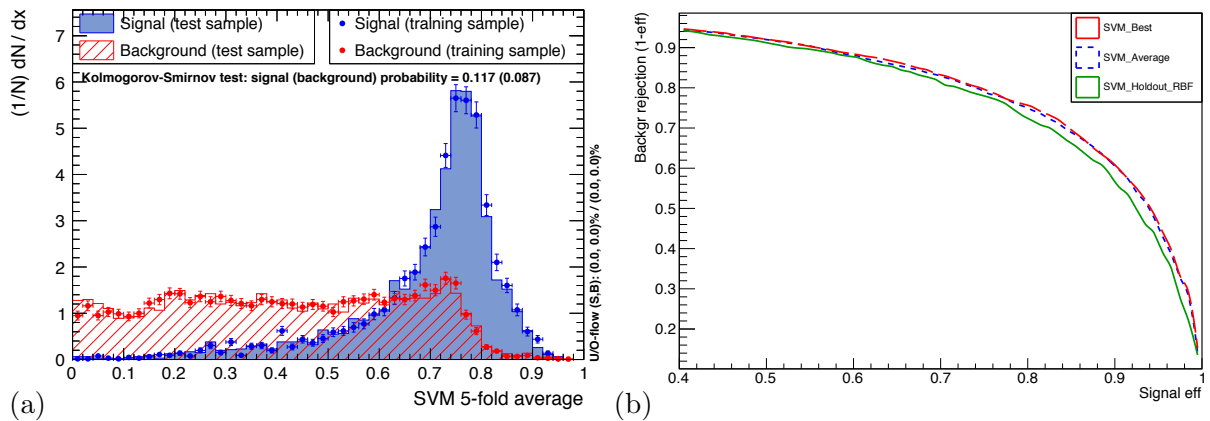 (1/N) dN / dx
7
6
5
4
3
2
1
0
Signal (test sample)
Background (test sample)
Signal (training sample)
Background (training sample)
Kolmogorov-Smirnov test: signal (background) probability = 0.117 (0.087)
U/O-flow (S,B): (0.0, 0.0)% / (0.0, 0.0)%
0 0.1 0.2 0.3 0.4 0.5 0.6 0.7 0.8 0.9 1
SVM 5-fold average
(a)
Backgr rejection (1-eff)
0.9
0.8
0.7
0.6
0.5
0.4
0.3
0.2
SVM_Best
SVM_Average
SVM_Holdout_RBF
0.4 0.5 0.6 0.7 0.8 0.9 1
Signal eff
(b)